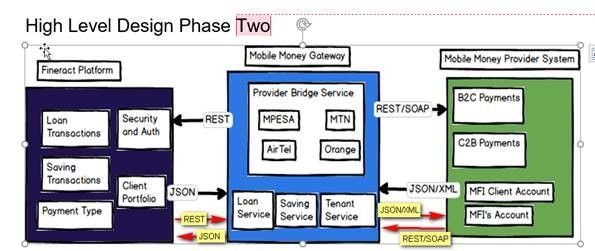 High Level Design Phase Two
Mobile Money Gateway
Mobile Money Provider System
Fineract Platform
Loan
Transactions
Security
and Auth
Saving
Transactions
Client
Portfolio
Payment Type
REST
JSON
REST
JSON
Provider Bridge Service
MPESA
MTN
AirTel
Orange
Loan
Service
Saving
Service
Tenant
Service
REST/SOAP
JSON/XML
JSON/XML
REST/SOAP
B2C Payments
C2B Payments
MFI Client Account
MFI's Account